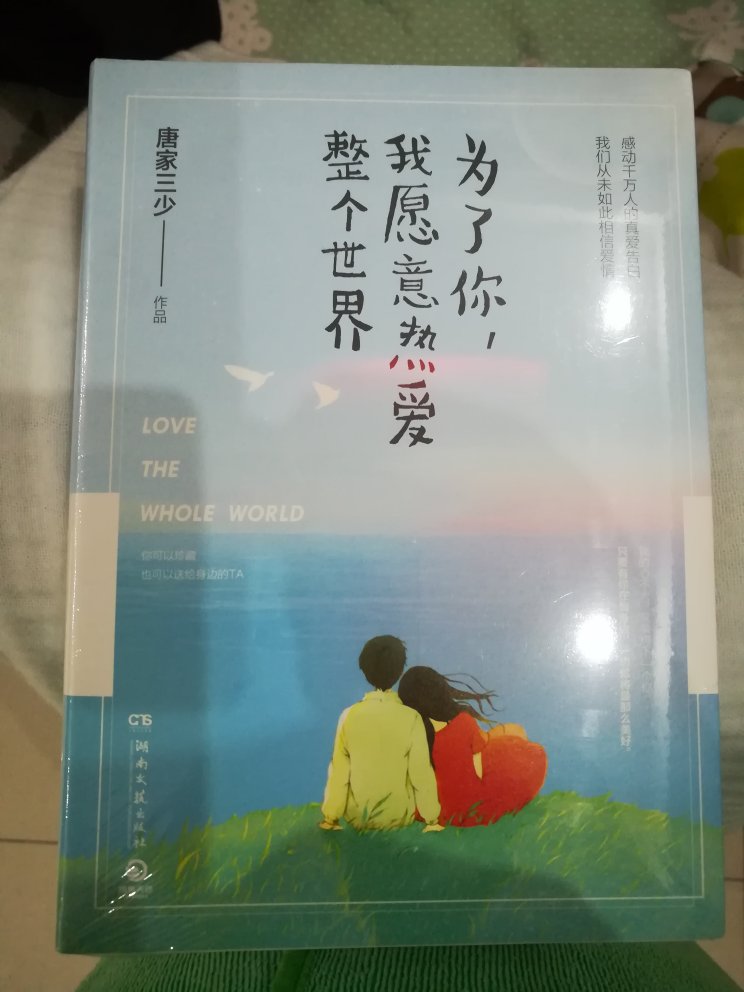 感动千万人的真爱告白
我们从未如此相信爱情
为了你，
我愿意热爱
整个世界
唐家三少
作品
LOVE
THE
WHOLE WORLD
你可以珍藏
也可以送给身边的TA
湖南文艺出版社